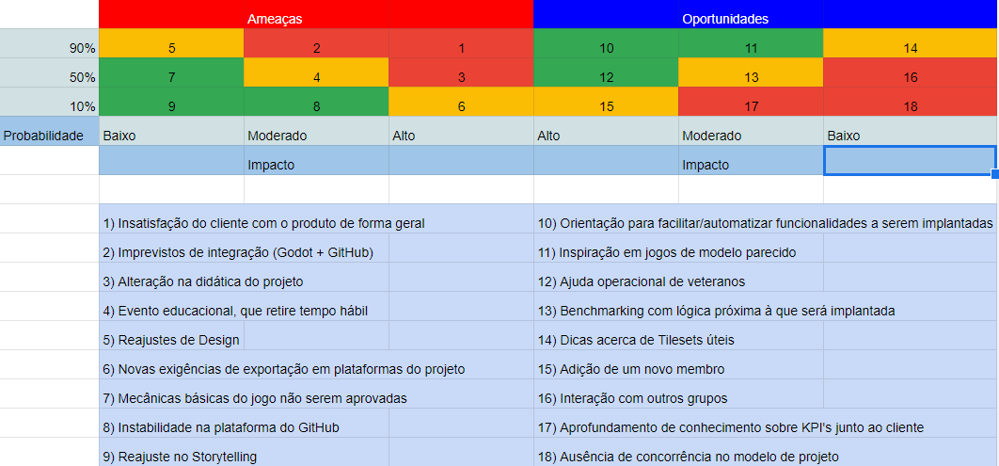 Ameaças Oportunidades
90% 5 2 1 10 11 14
50% 7 4 3 12 13 16
10% 9 8 6 15 17 18
Probabilidade Baixo Moderado Alto Alto Moderado Baixo
Impacto Impacto
1) Insatisfação do cliente com o produto de forma geral 10) Orientação para facilitar/automatizar funcionalidades a serem implantadas
2) Imprevistos de integração (Godot + GitHub) 11) Inspiração em jogos de modelo parecido
3) Alteração na didática do projeto 12) Ajuda operacional de veteranos
4) Evento educacional, que retire tempo hábil 13) Benchmarking com lógica próxima à que será implantada
5) Reajustes de Design 14) Dicas acerca de Tilesets úteis
6) Novas exigências de exportação em plataformas do projeto 15) Adição de um novo membro
7) Mecânicas básicas do jogo não serem aprovadas 16) Interação com outros grupos
8) Instabilidade na plataforma do GitHub 17) Aprofundamento de conhecimento sobre KPI's junto ao cliente
9) Reajuste no Storytelling 18) Ausência de concorrência no modelo de projeto